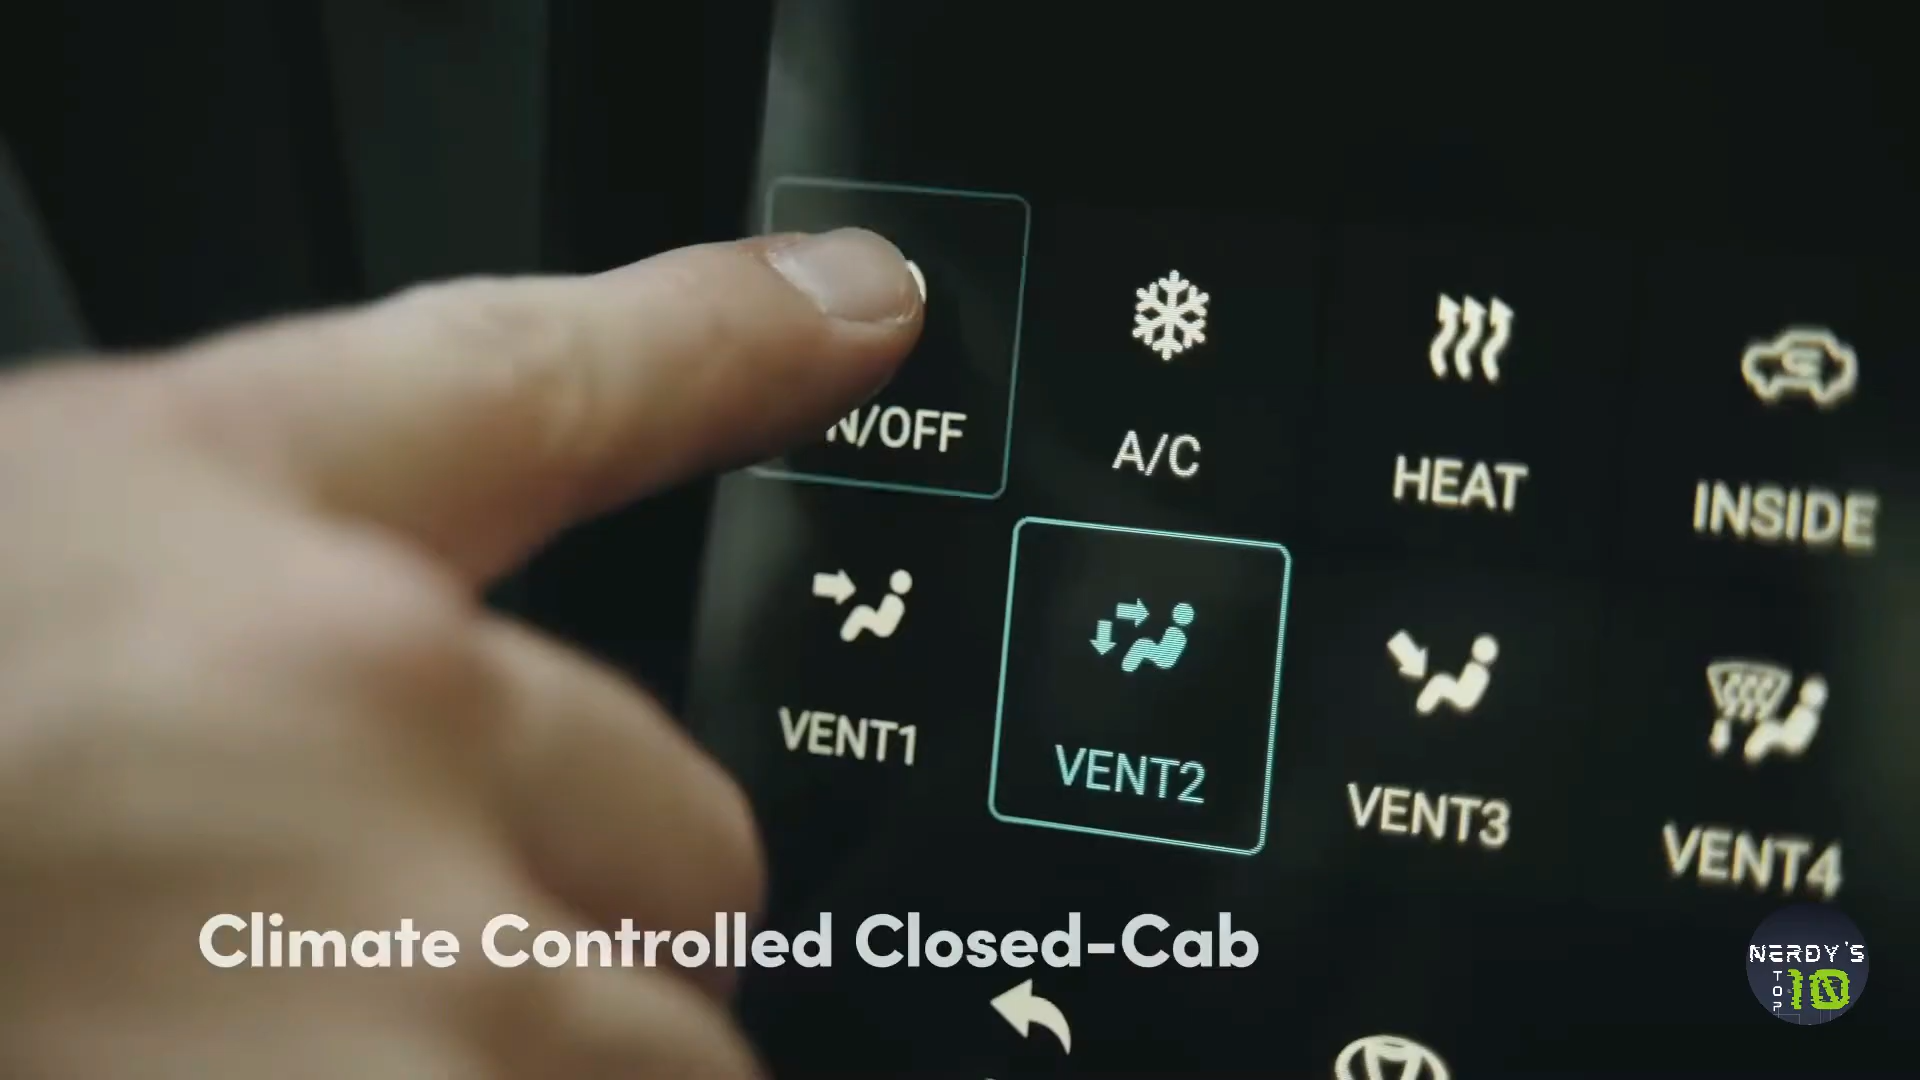 N/OFF
A/C
HEAT
INSIDE
VENT1
VENT2
VENT3
VENT4
Climate Controlled Closed-Cab
NERDY'S
TOP
10